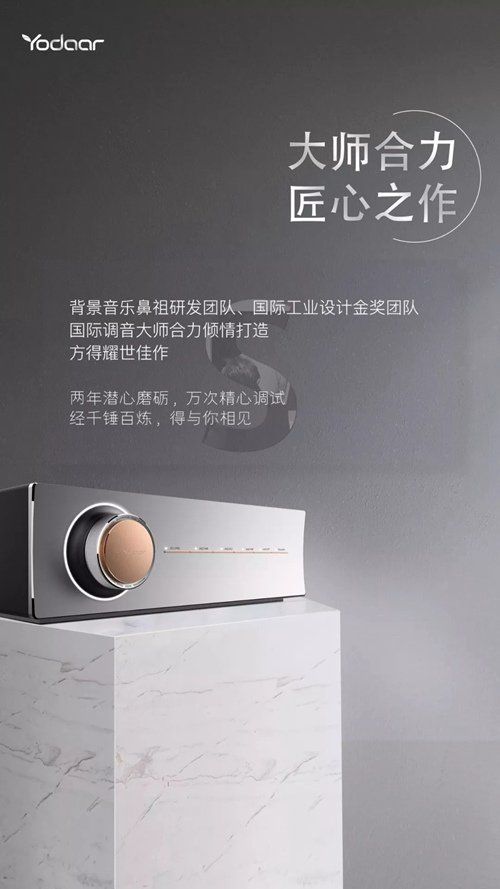 Yodaar
大师合力
匠心之作
背景音乐鼻祖研发团队、国际工业设计金奖团队
国际调音大师合力倾情打造
方得耀世佳作
S
两年潜心磨砺，万次精心调试
经千锤百炼，得与你相见
Yodaar